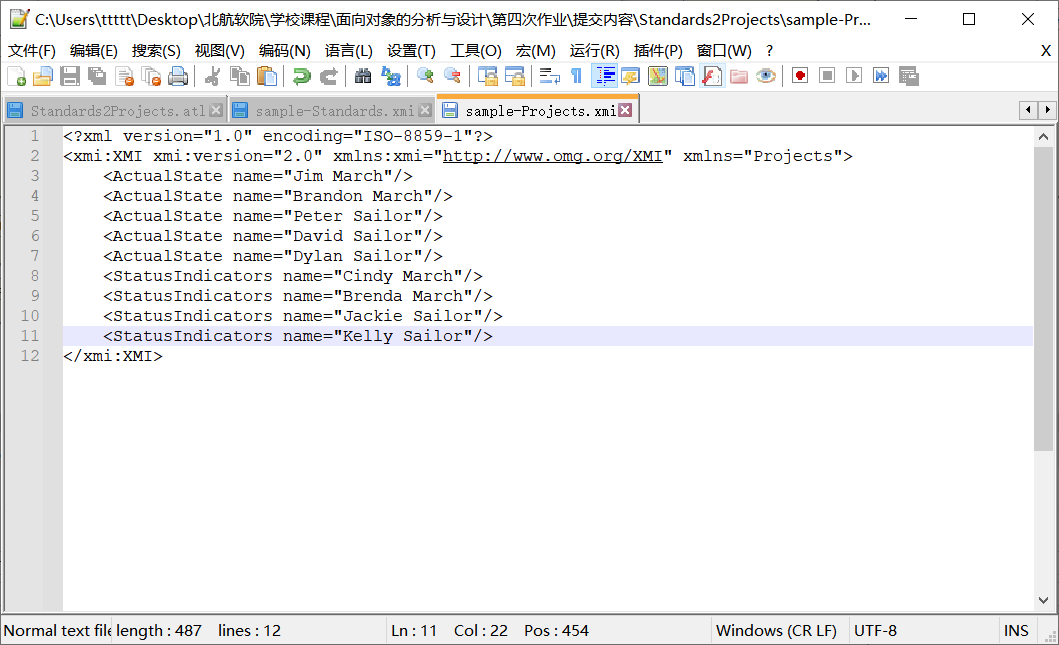 C:\Users\ttttt\Desktop\北航软院\学校课程\面向对象的分析与设计\第四次作业\提交内容\Standards2Projects\sample-Pr...
文件(F) 编辑(E) 搜索(S) 视图(V) 编码(N) 语言(L) 设置(T) 工具(O) 宏(M) 运行(R) 插件(P) 窗口(W) ? X
Standards2Projects.atl sample-Standards.xmi sample-Projects.xmi
1 <?xml version="1.0" encoding="ISO-8859-1"?>
2 <xmi:XMI xmi:version="2.0" xmlns:xmi="http://www.omg.org/XMI" xmlns="Projects">
3 <ActualState name="Jim March"/>
4 <ActualState name="Brandon March"/>
5 <ActualState name="Peter Sailor"/>
6 <ActualState name="David Sailor"/>
7 <ActualState name="Dylan Sailor"/>
8 <StatusIndicators name="Cindy March"/>
9 <StatusIndicators name="Brenda March"/>
10 <StatusIndicators name="Jackie Sailor"/>
11 <StatusIndicators name="Kelly Sailor"/>
12 </xmi:XMI>
Normal text file length : 487 lines : 12 Ln : 11 Col : 22 Pos : 454 Windows (CR LF) UTF-8 INS